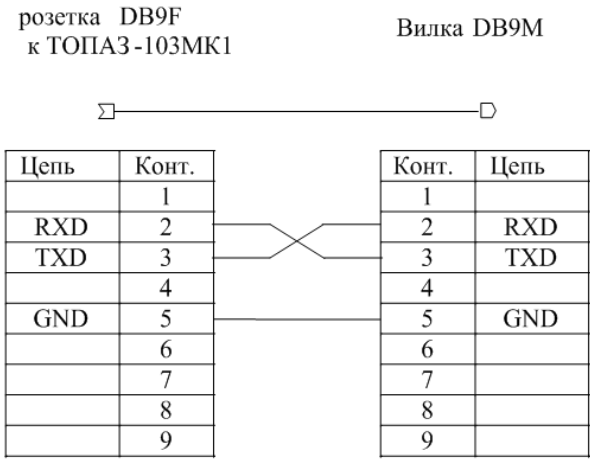 розетка DB9F
к ТОПАЗ-103МК1
Вилка DB9M
Цепь Конт. Конт. Цепь
1 1
RXD 2 2 RXD
TXD 3 3 TXD
4 4
GND 5 5 GND
6 6
7 7
8 8
9 9